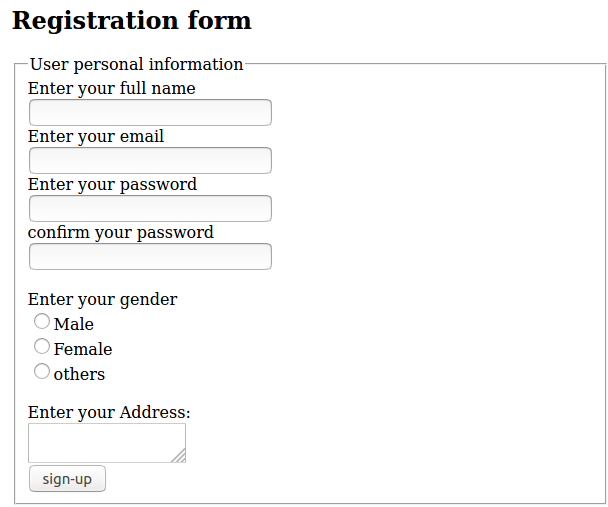 Registration form
User personal information
Enter your full name
Enter your email
Enter your password
confirm your password
Enter your gender
Male
Female
others
Enter your Address:
sign-up